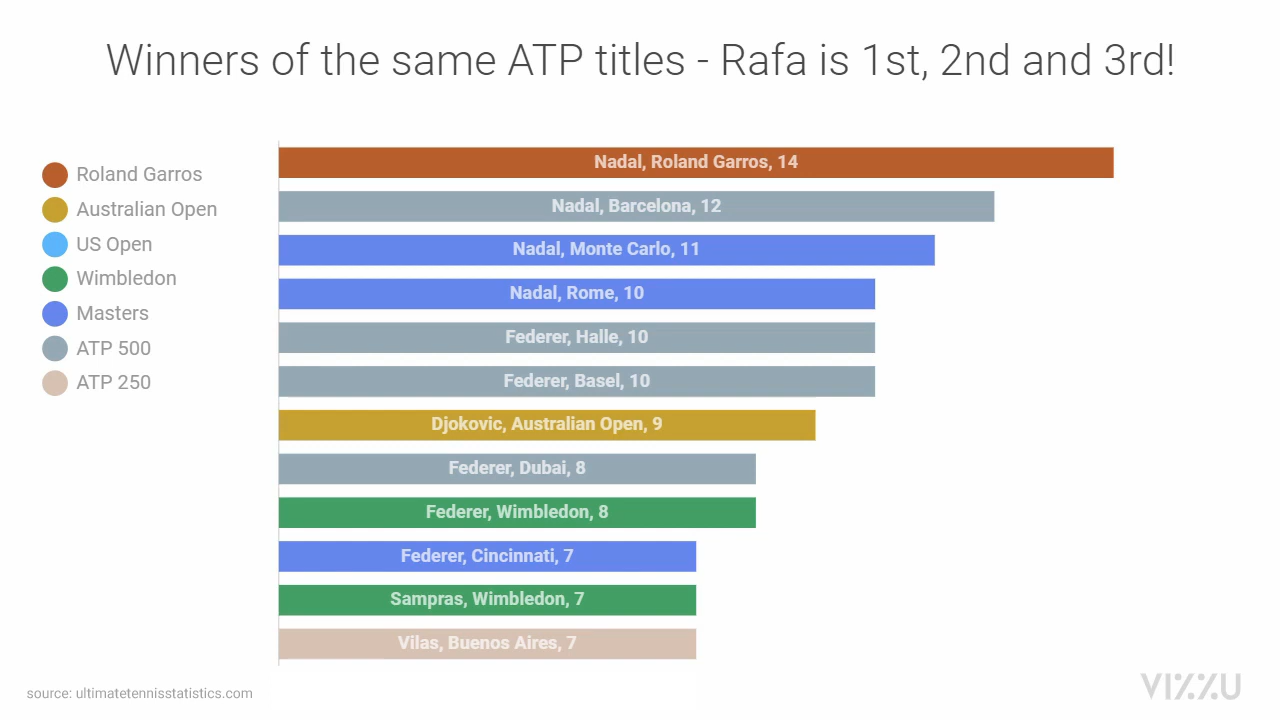 Winners of the same ATP titles - Rafa is 1st, 2nd and 3rd!
Roland Garros
Australian Open
US Open
Wimbledon
Masters
ATP 500
ATP 250
Nadal, Roland Garros, 14
Nadal, Barcelona, 12
Nadal, Monte Carlo, 11
Nadal, Rome, 10
Federer, Halle, 10
Federer, Basel, 10
Djokovic, Australian Open, 9
Federer, Dubai, 8
Federer, Wimbledon, 8
Federer, Cincinnati, 7
Sampras, Wimbledon, 7
Vilas, Buenos Aires, 7
source: ultimatetennisstatistics.com
VIZZU